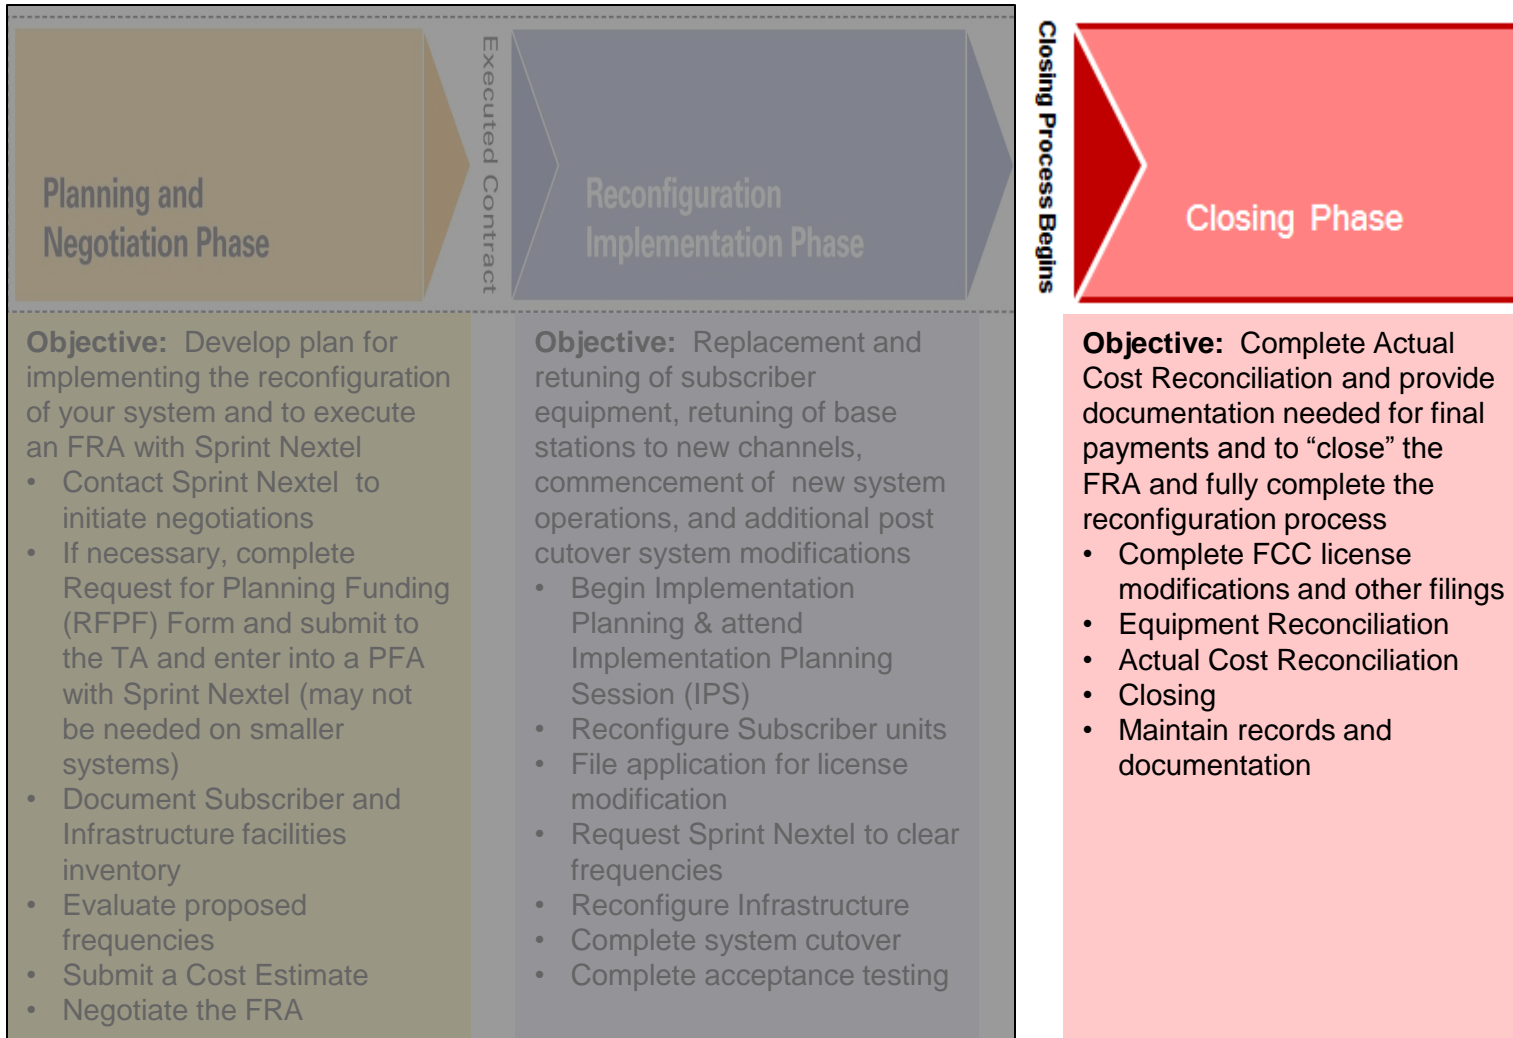 Planning and
Negotiation Phase
Executed Contract
Reconfiguration
Implementation Phase
Closing Process Begins
Closing Phase
Objective: Develop plan for
implementing the reconfiguration
of your system and to execute
an FRA with Sprint Nextel
• Contact Sprint Nextel to
initiate negotiations
• If necessary, complete
Request for Planning Funding
(RFPF) Form and submit to
the TA and enter into a PFA
with Sprint Nextel (may not
be needed on smaller
systems)
• Document Subscriber and
Infrastructure facilities
inventory
• Evaluate proposed
frequencies
• Submit a Cost Estimate
• Negotiate the FRA
Objective: Replacement and
retuning of subscriber
equipment, retuning of base
stations to new channels,
commencement of new system
operations, and additional post
cutover system modifications
• Begin Implementation
Planning & attend
Implementation Planning
Session (IPS)
• Reconfigure Subscriber units
• File application for license
modification
• Request Sprint Nextel to clear
frequencies
• Reconfigure Infrastructure
• Complete system cutover
• Complete acceptance testing
Objective: Complete Actual
Cost Reconciliation and provide
documentation needed for final
payments and to “close” the
FRA and fully complete the
reconfiguration process
• Complete FCC license
modifications and other filings
• Equipment Reconciliation
• Actual Cost Reconciliation
• Closing
• Maintain records and
documentation